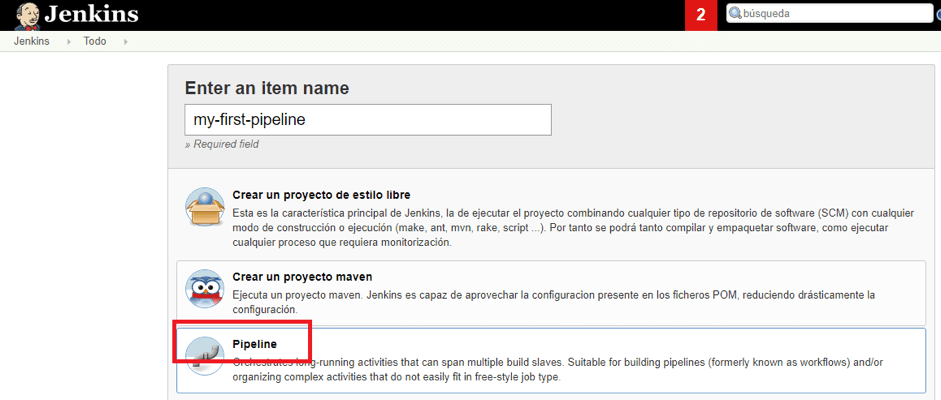 Jenkins
2
búsqueda
Jenkins
Todo
Enter an item name
my-first-pipeline
» Required field
Crear un proyecto de estilo libre
Esta es la característica principal de Jenkins, la de ejecutar el proyecto combinando cualquier tipo de repositorio de software (SCM) con cualquier
modo de construcción o ejecución (make, ant, mvn, rake, script ...). Por tanto se podrá tanto compilar y empaquetar software, como ejecutar
cualquier proceso que requiera monitorización.
Crear un proyecto maven
Ejecuta un proyecto maven. Jenkins es capaz de aprovechar la configuracion presente en los ficheros POM, reduciendo drásticamente la
configuración.
Pipeline
Orchestrates long-running activities that can span multiple build slaves. Suitable for building pipelines (formerly known as workflows) and/or
organizing complex activities that do not easily fit in free-style job type.